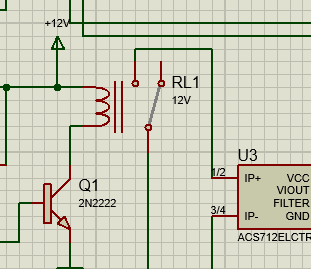 +12V
RL1
12V
U3
1/2
IP+
VCC
VIOUT
FILTER
3/4
IP-
GND
ACS712ELCTR
Q1
2N2222